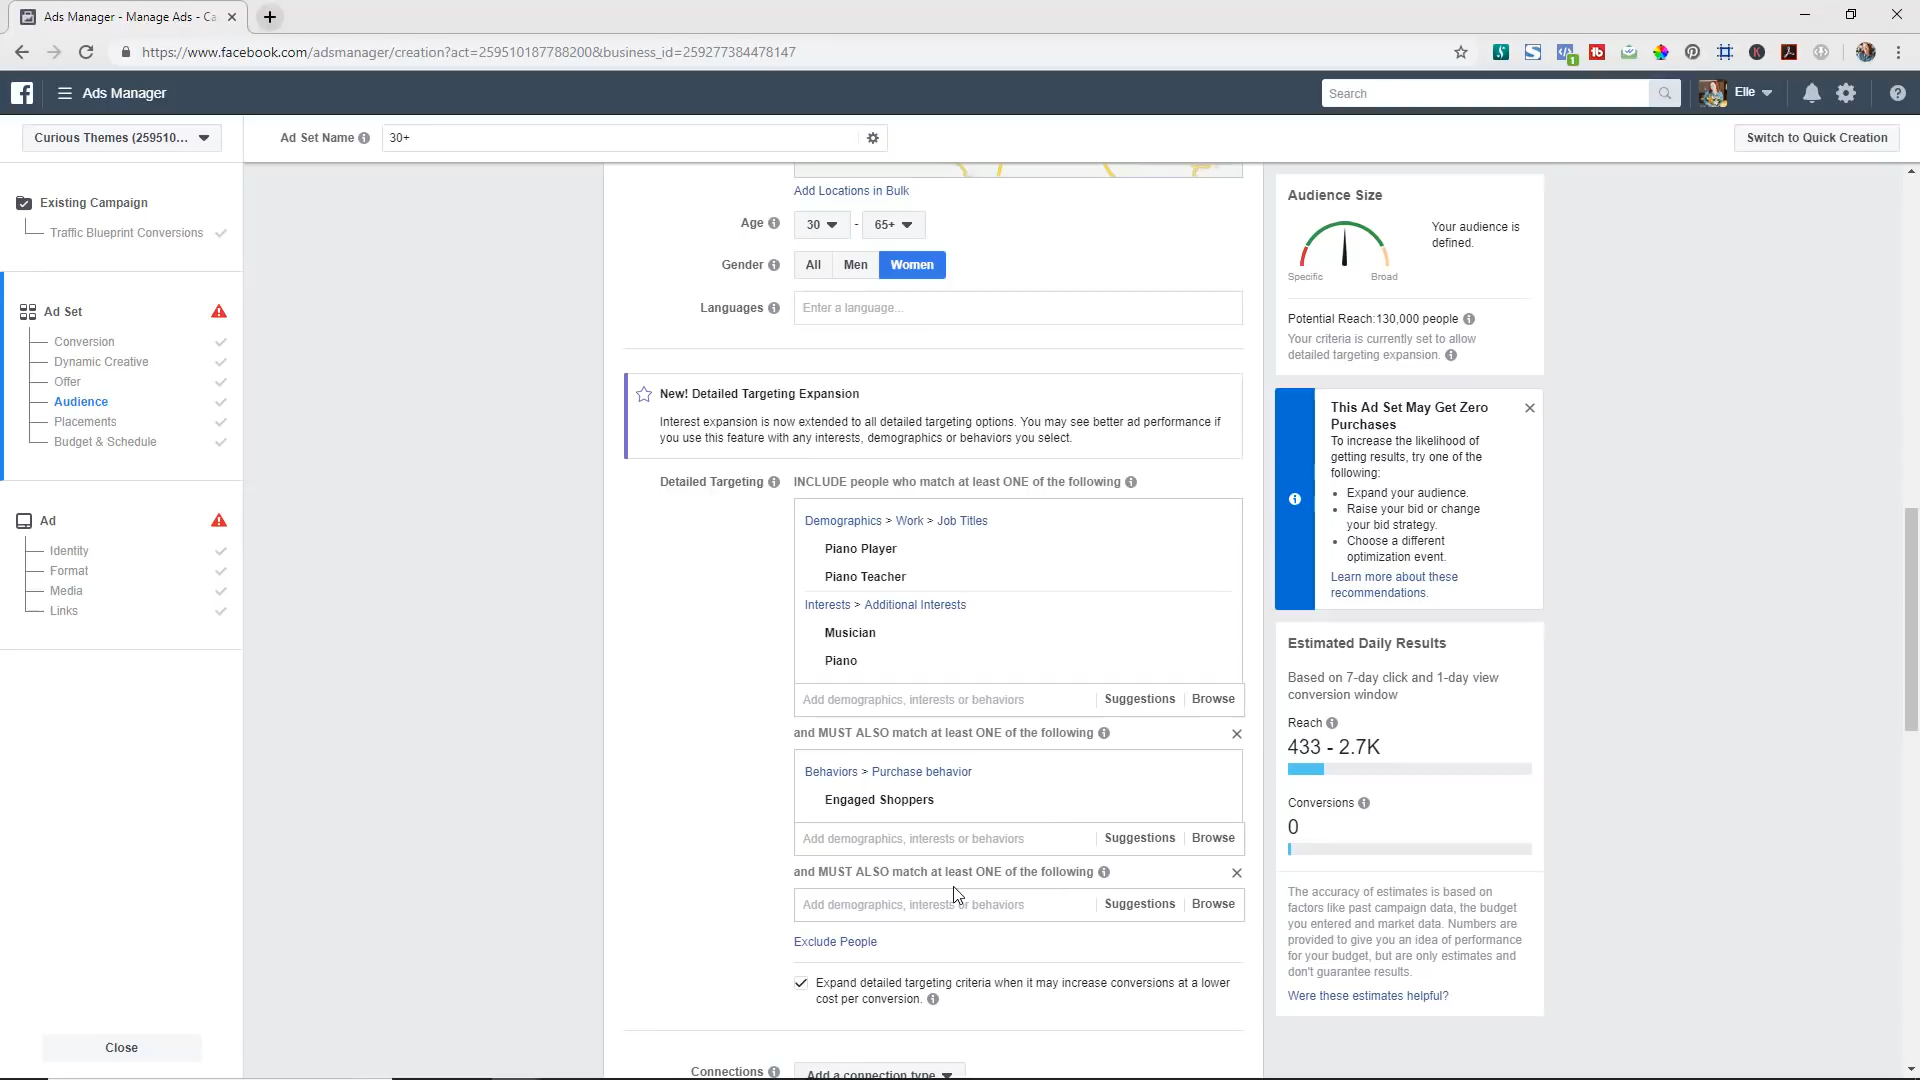 Ads Manager - Manage Ads - Ca
https://www.facebook.com/adsmanager/creation?act=259510187788200&business_id=259277384478147
Ads Manager
Search
Elle
Curious Themes (259510...
Ad Set Name
30+
Switch to Quick Creation
Existing Campaign
Traffic Blueprint Conversions
Ad Set
Conversion
Dynamic Creative
Offer
Audience
Placements
Budget & Schedule
Ad
Identity
Format
Media
Links
Close
Add Locations in Bulk
Age
30 - 65+
Gender
All Men Women
Languages
Enter a language...
New! Detailed Targeting Expansion
Interest expansion is now extended to all detailed targeting options. You may see better ad performance if
you use this feature with any interests, demographics or behaviors you select.
Detailed Targeting
INCLUDE people who match at least ONE of the following
Demographics > Work > Job Titles
Piano Player
Piano Teacher
Interests > Additional Interests
Musician
Piano
Add demographics, interests or behaviors Suggestions Browse
and MUST ALSO match at least ONE of the following
Behaviors > Purchase behavior
Engaged Shoppers
Add demographics, interests or behaviors Suggestions Browse
and MUST ALSO match at least ONE of the following
Add demographics, interests or behaviors Suggestions Browse
Exclude People
Expand detailed targeting criteria when it may increase conversions at a lower
cost per conversion.
Connections
Add a connection type
Audience Size
Your audience is
defined.
Specific Broad
Potential Reach:130,000 people
Your criteria is currently set to allow
detailed targeting expansion.
This Ad Set May Get Zero
Purchases
To increase the likelihood of
getting results, try one of the
following:
• Expand your audience.
• Raise your bid or change
your bid strategy.
• Choose a different
optimization event.
Learn more about these
recommendations.
Estimated Daily Results
Based on 7-day click and 1-day view
conversion window
Reach
433 - 2.7K
Conversions
0
The accuracy of estimates is based on
factors like past campaign data, the budget
you entered and market data. Numbers are
provided to give you an idea of performance
for your budget, but are only estimates and
don't guarantee results.
Were these estimates helpful?